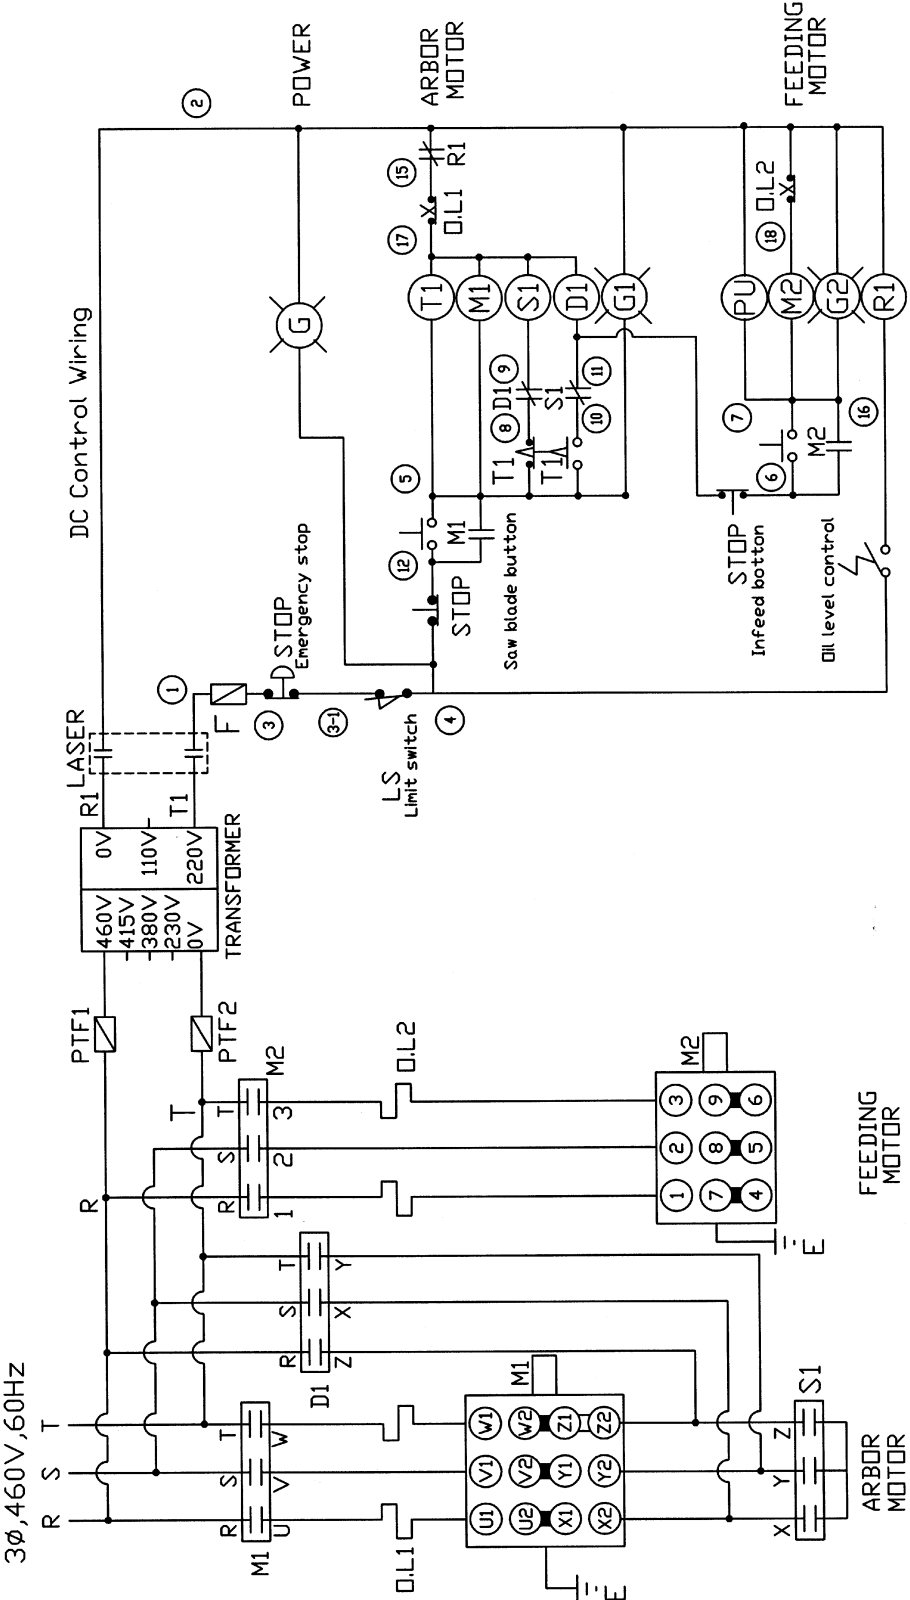 3Ø,460V,60Hz
R
S
T
R
T
M1
R
S
T
U
V
W
O.L1
D1
R
S
T
Z
X
Y
M2
R
S
T
1
2
3
O.L2
M1
U1
V1
W1
U2
V2
W2
X1
Y1
Z1
X2
Y2
Z2
E
X
Y
Z
S1
ARBOR
MOTOR
M2
1
2
3
7
8
9
4
5
6
E
FEEDING
MOTOR
PTF1
PTF2
460V
415V
380V
230V
0V
0V
110V
220V
TRANSFORMER
R1
T1
LASER
DC Control Wiring
1
F
3
STOP
Emergency stop
3-1
LS
Limit switch
4
2
G
POWER
STOP
12
M1
5
Saw blade button
T1
T1
8
D1
9
10
S1
11
T1
M1
S1
D1
G1
17
O.L1
15
R1
ARBOR
MOTOR
STOP
Infeed botton
6
7
M2
16
PU
M2
G2
R1
18
O.L2
FEEDING
MOTOR
Oil level control